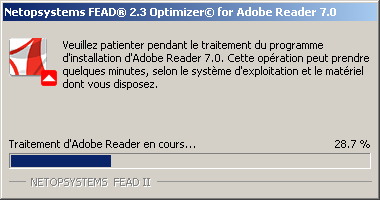 Netopsystems FEAD® 2.3 Optimizer© for Adobe Reader 7.0
Veuillez patienter pendant le traitement du programme
d'installation d'Adobe Reader 7.0. Cette opération peut prendre
quelques minutes, selon le système d'exploitation et le matériel
dont vous disposez.
Traitement d'Adobe Reader en cours... 28.7 %
NETOPSYSTEMS FEAD II